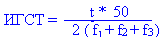 ИГСТ = t * 50 / 2 ( f₁ + f₂ + f₃ )